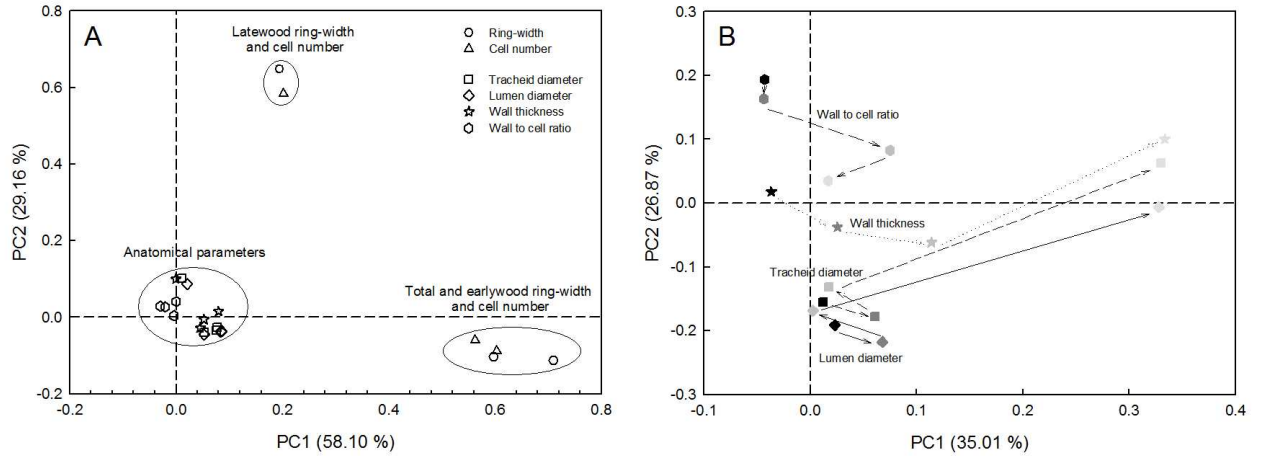 A
Latewood ring-width
and cell number
Ring-width
Cell number
Tracheid diameter
Lumen diameter
Wall thickness
Wall to cell ratio
Anatomical parameters
Total and earlywood ring-width
and cell number
0.8
0.6
0.4
0.2
0.0
-0.2
PC2 (29.16 %)
-0.2
0.0
0.2
0.4
0.6
0.8
PC1 (58.10 %)
B
Wall to cell ratio
Wall thickness
Tracheid diameter
Lumen diameter
0.3
0.2
0.1
0.0
-0.1
-0.2
-0.3
PC2 (26.87 %)
-0.1
0.0
0.1
0.2
0.3
0.4
PC1 (35.01 %)